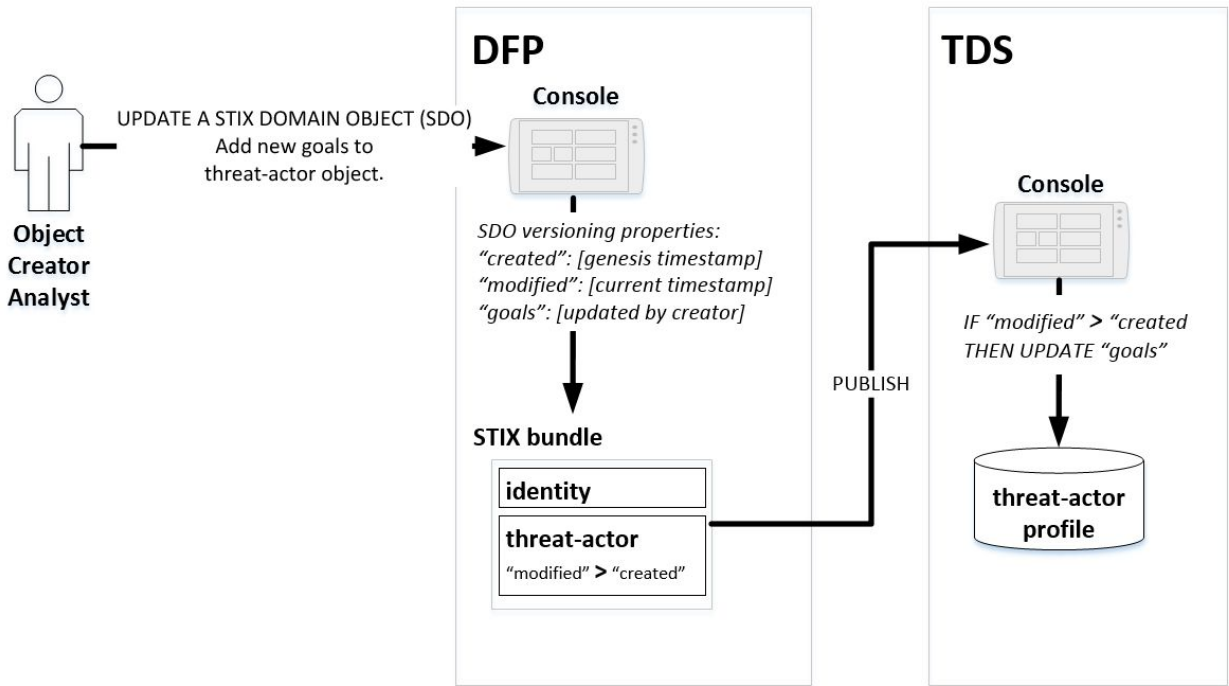 DFP
TDS
Console
UPDATE A STIX DOMAIN OBJECT (SDO)
Add new goals to
threat-actor object.
Object
Creator
Analyst
SDO versioning properties:
“created”: [genesis timestamp]
“modified”: [current timestamp]
“goals”: [updated by creator]
STIX bundle
identity
threat-actor
“modified” > “created”
PUBLISH
Console
IF “modified” > “created
THEN UPDATE “goals”
threat-actor
profile